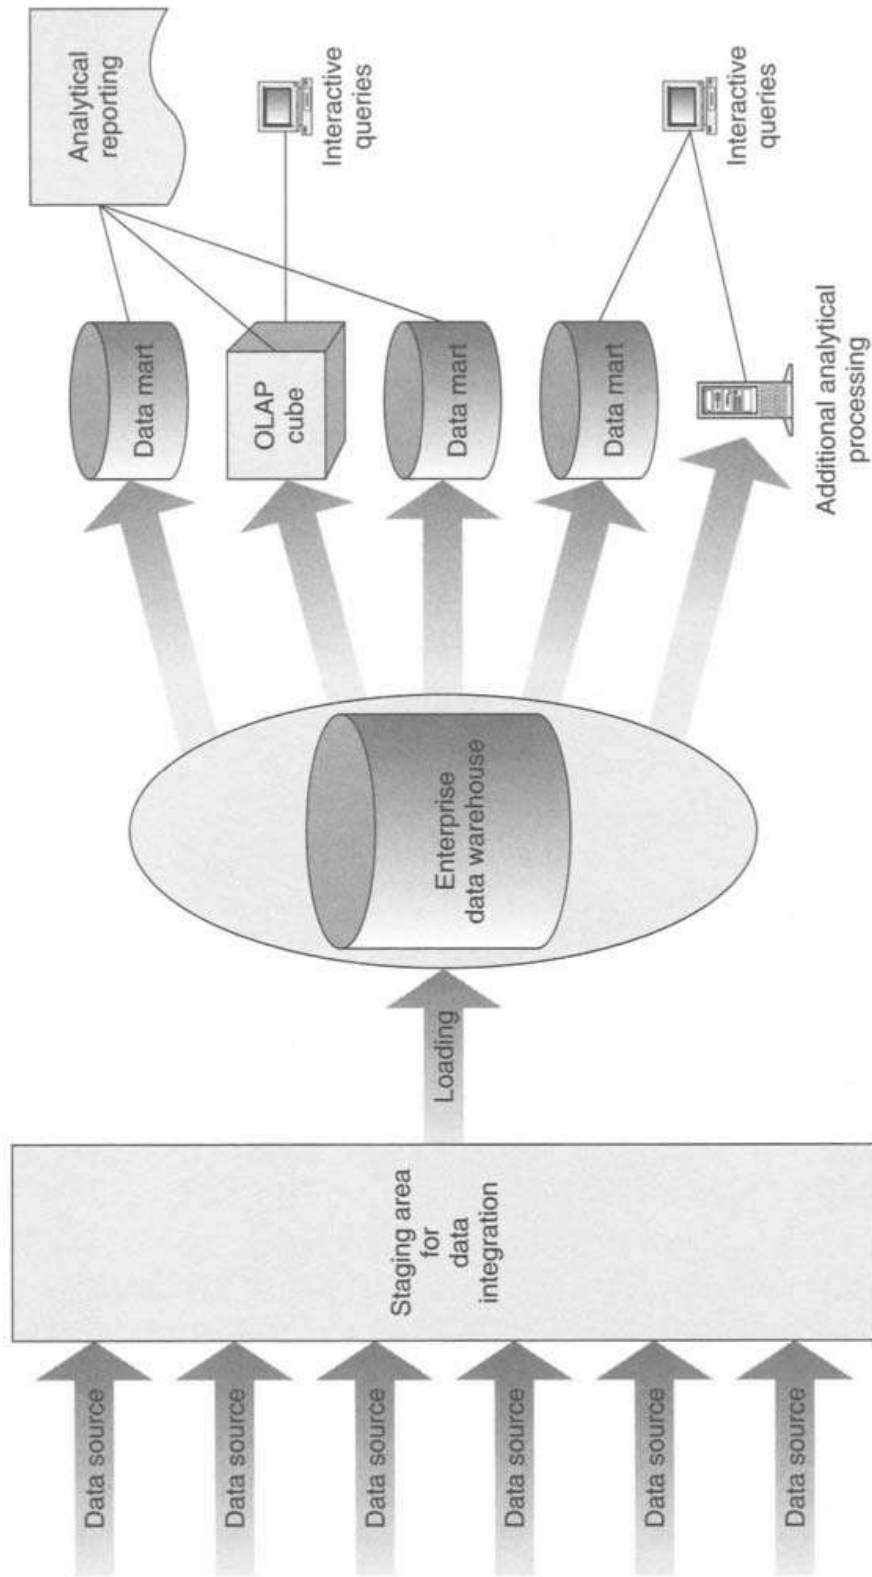 Data source
Data source
Data source
Data source
Data source
Data source
Staging area
for
data
integration
Loading
Enterprise
data warehouse
Data mart
OLAP
cube
Data mart
Data mart
Additional analytical
processing
Analytical
reporting
Interactive
queries
Interactive
queries